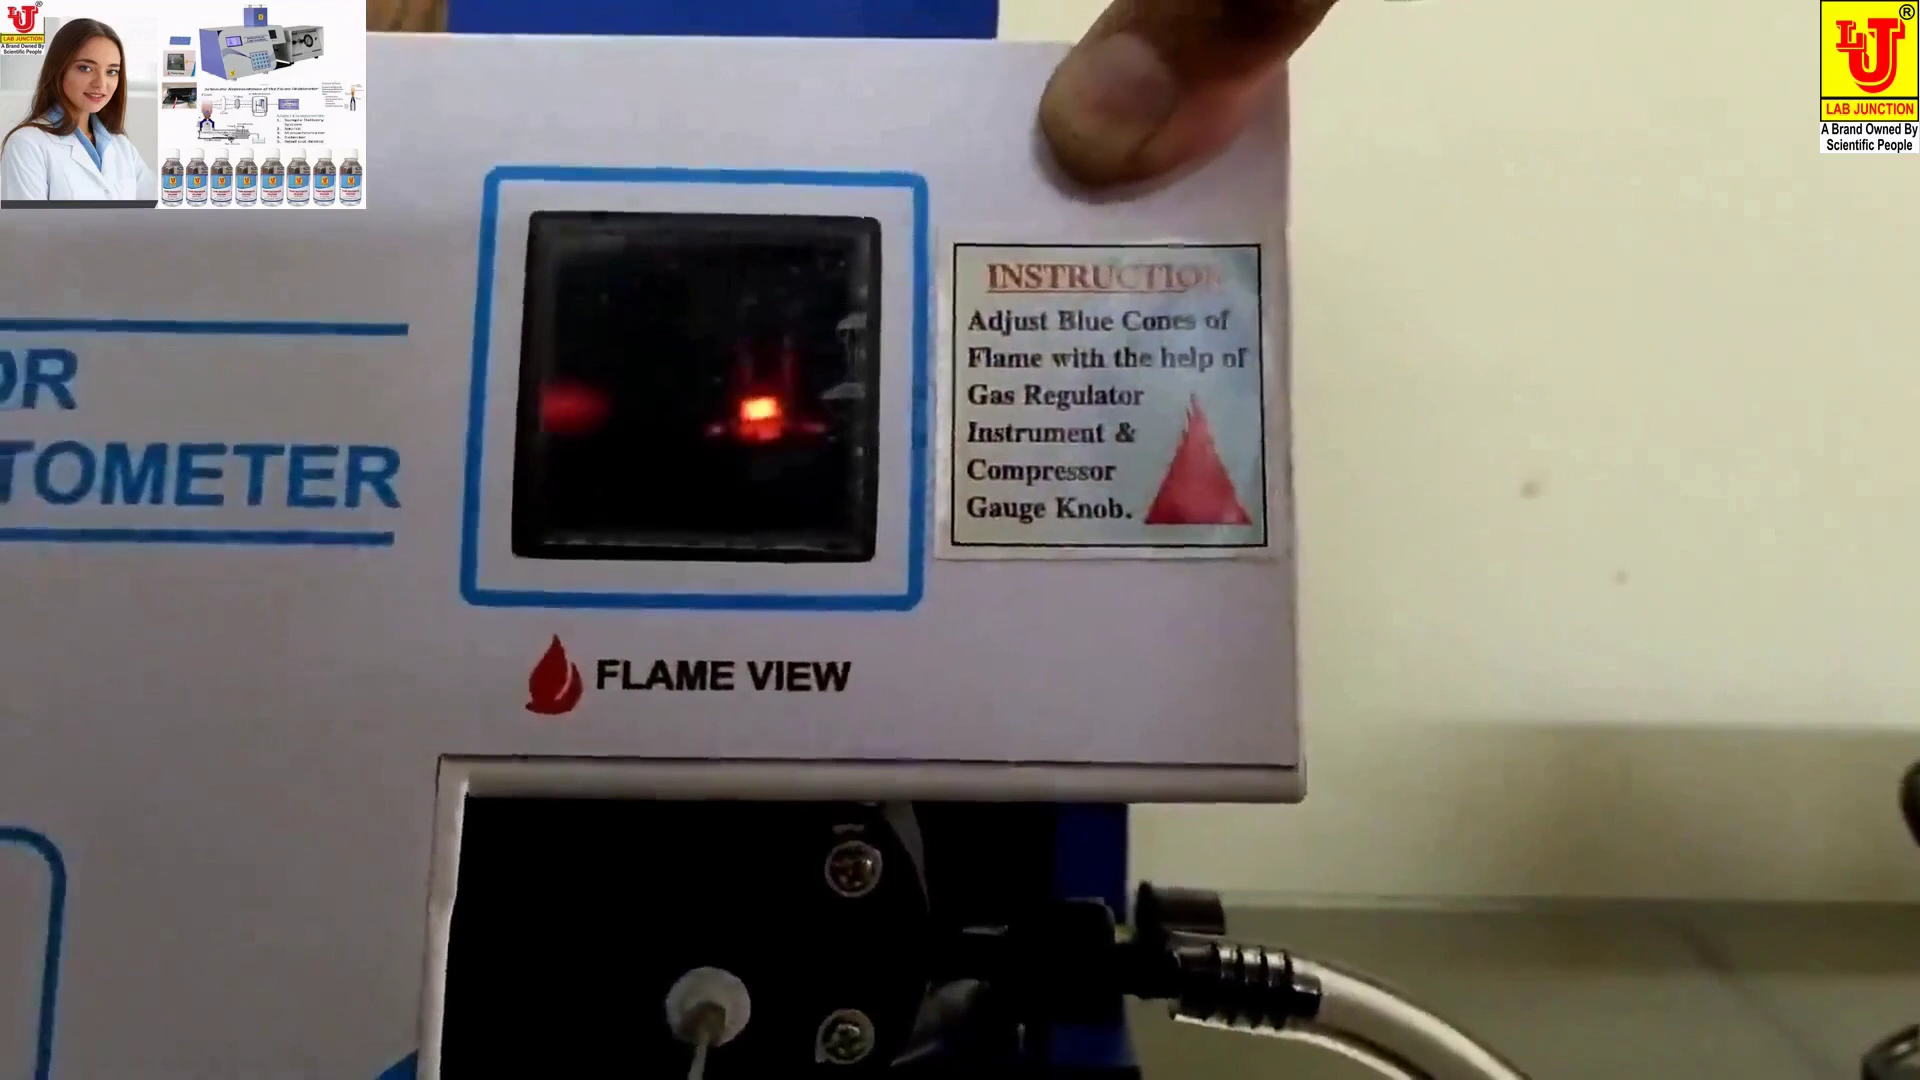 LJ
LAB JUNCTION
A Brand Owned By
Scientific People
LJ®
LAB JUNCTION
A Brand Owned By
Scientific People
OR
TOMETER
INSTRUCTION
Adjust Blue Cones of
Flame with the help of
Gas Regulator
Instrument &
Compressor
Gauge Knob.
FLAME VIEW